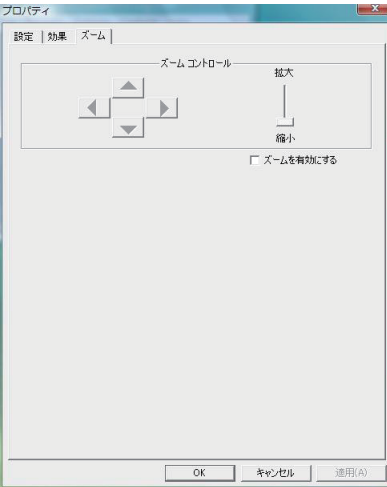 プロパティ
設定 効果 ズーム
ズーム コントロール
拡大
縮小
ズームを有効にする
OK キャンセル 適用(A)